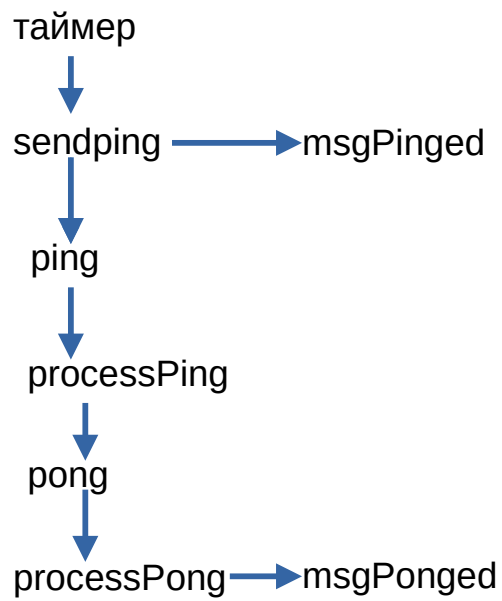 таймер
sendping
msgPinged
ping
processPing
pong
processPong
msgPonged